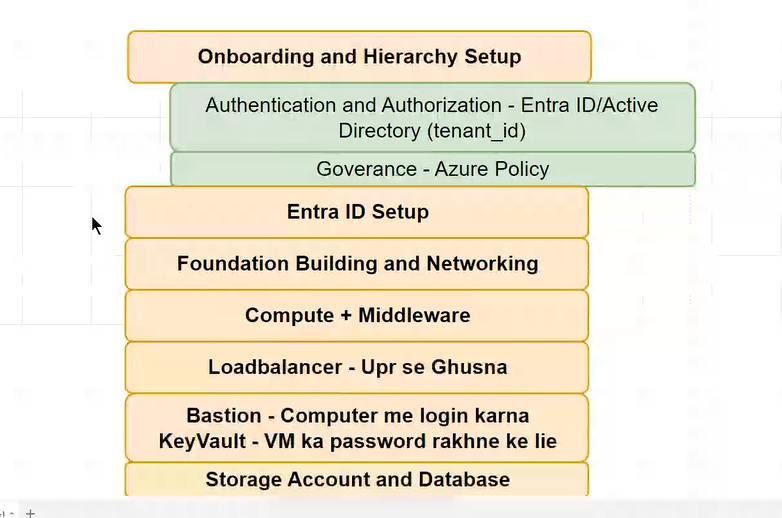 Onboarding and Hierarchy Setup
Authentication and Authorization - Entra ID/Active
Directory (tenant_id)
Goverance - Azure Policy
Entra ID Setup
Foundation Building and Networking
Compute + Middleware
Loadbalancer - Upr se Ghusna
Bastion - Computer me login karna
KeyVault - VM ka password rakhne ke lie
Storage Account and Database